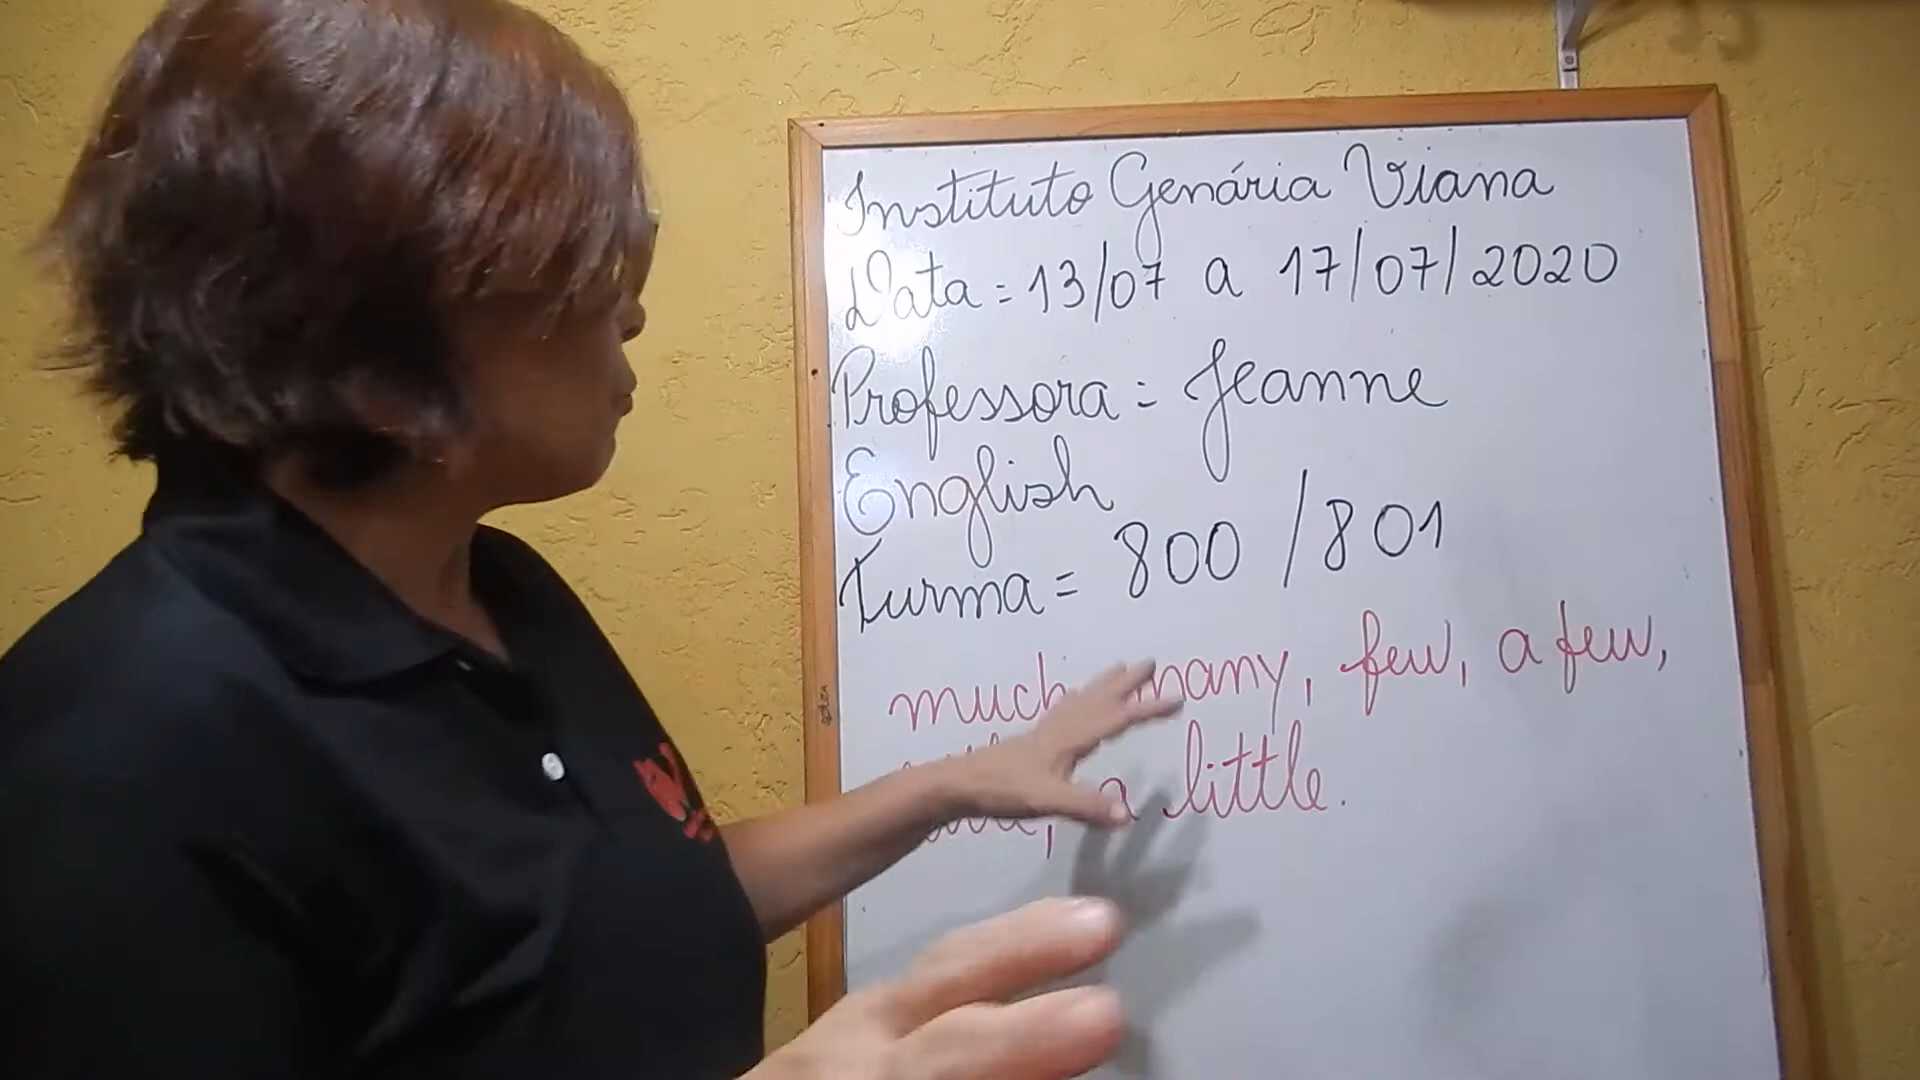 Instituto Genária Viana
Data = 13/07 a 17/07/2020
Professora = Jeanne
English
Turma = 800 / 801
much many, few, a few,
a little.